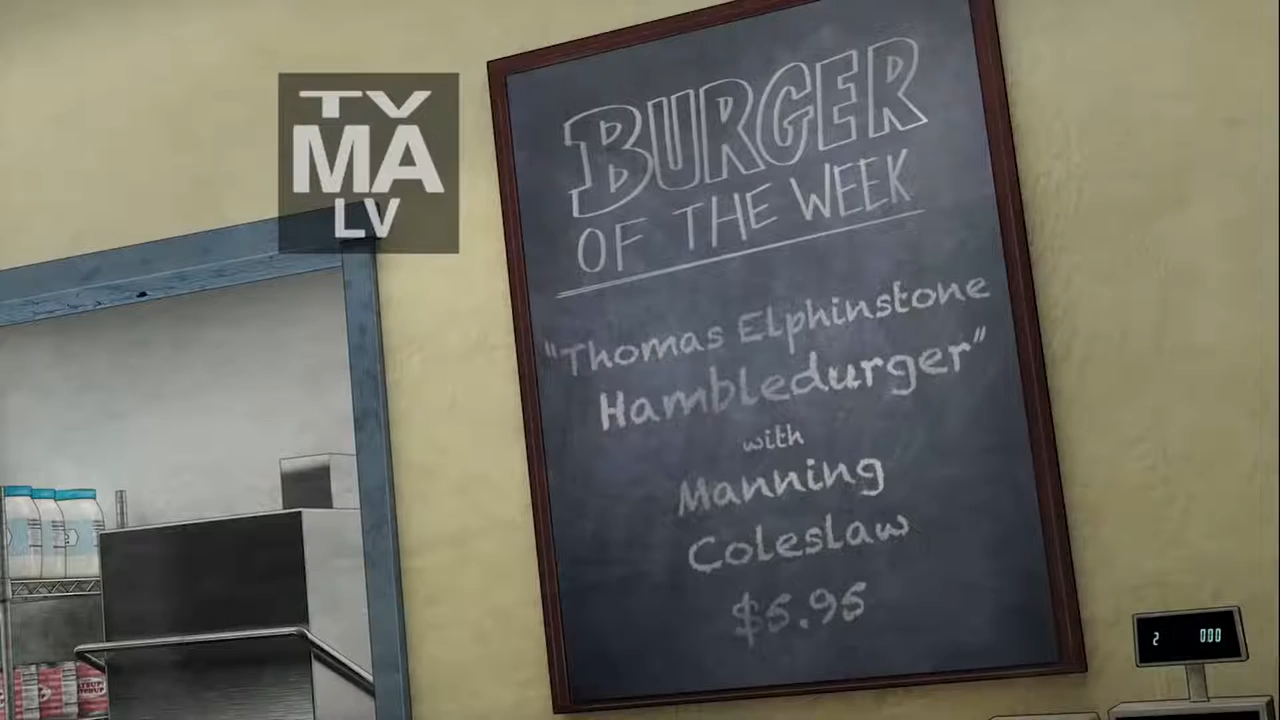 TV
MA
LV
BURGER
OF THE WEEK
"Thomas Elphinstone
Hambledurger"
with
Manning
Coleslaw
$5.95
2 000